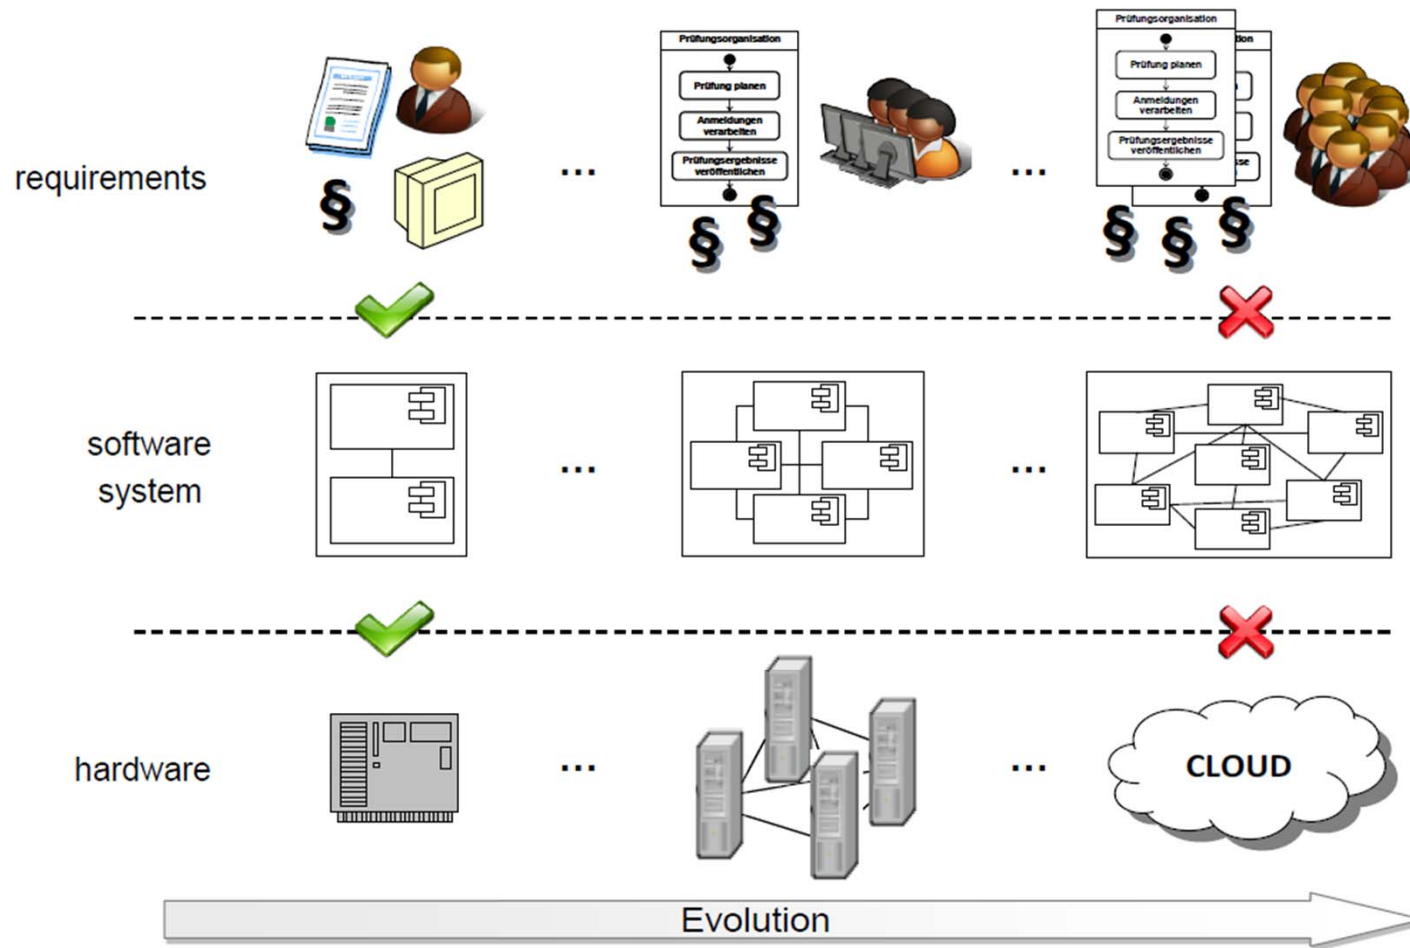 Prüfungsorganisation
Prüfung planen
Anmeldungen
verarbeiten
Prüfungsergebnisse
veröffentlichen
Prüfungsorganisation
Prüfung planen
Anmeldungen
verarbeiten
Prüfungsergebnisse
veröffentlichen
requirements
...
...
§
§
§
§
§
§
software
system
...
...
hardware
...
...
CLOUD
Evolution